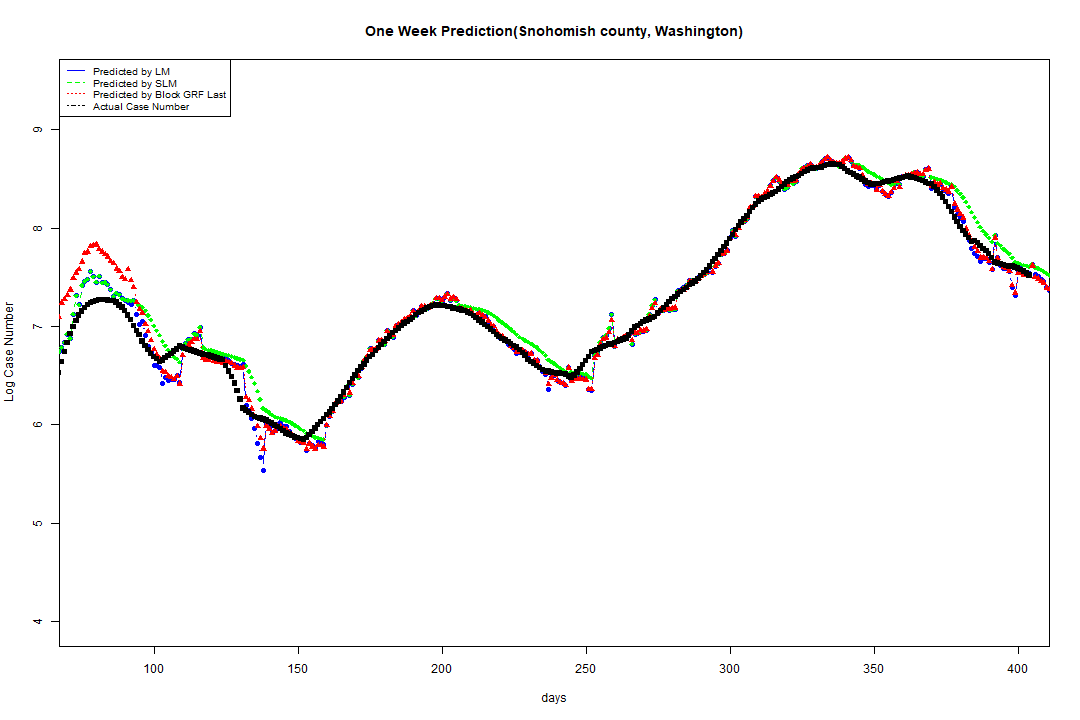 One Week Prediction(Snohomish county, Washington)
Predicted by LM
Predicted by SLM
Predicted by Block GRF Last
Actual Case Number
9
8
7
6
5
4
Log Case Number
100 150 200 250 300 350 400
days